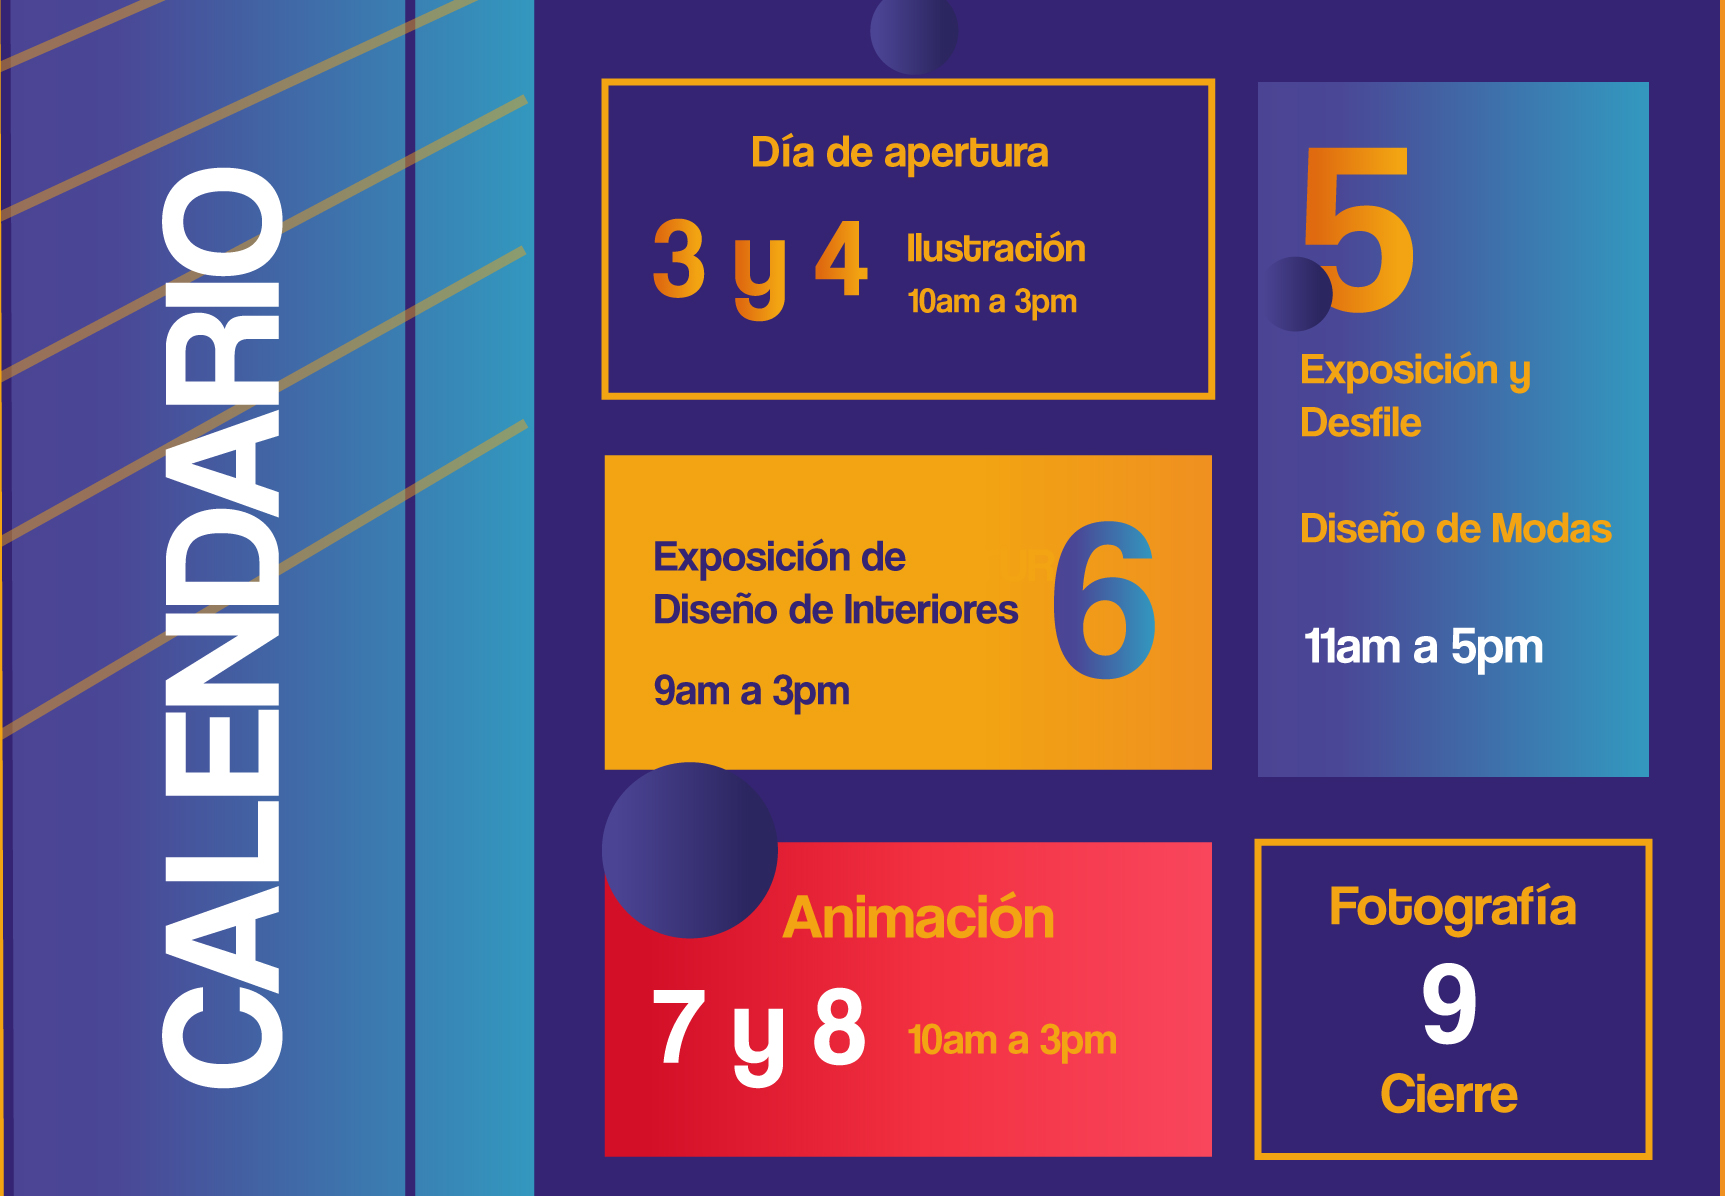 CALENDARIO
Día de apertura
3 y 4
Ilustración
10am a 3pm
5
Exposición y
Desfile
Diseño de Modas
11am a 5pm
Exposición de
Diseño de Interiores
9am a 3pm
6
Animación
7 y 8
10am a 3pm
Fotografía
9
Cierre